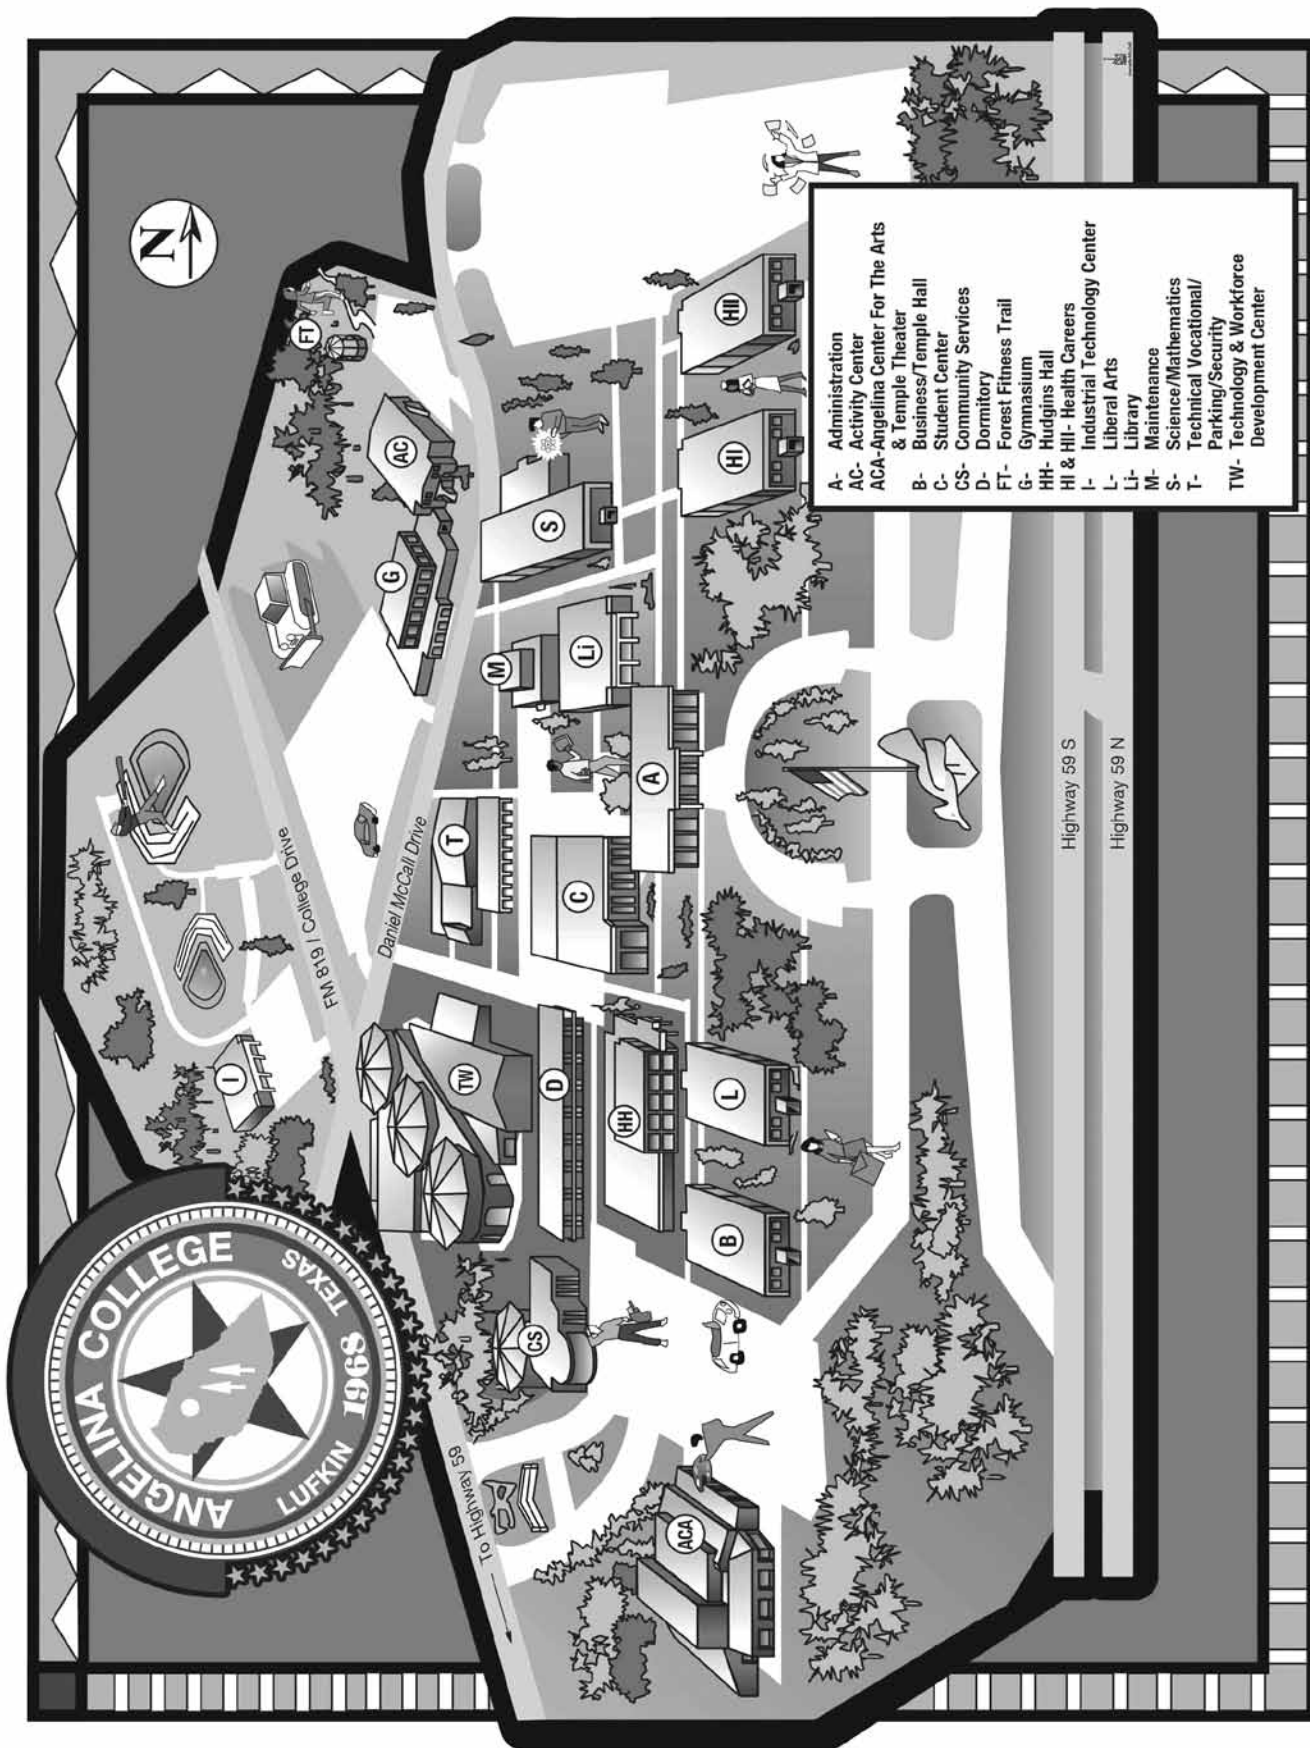 ANGELINA COLLEGE
LUFKIN 1968 TEXAS
N
I
FM 819 / College Drive
Daniel McCall Drive
To Highway 59
FT
AC
G
TW
T
M
S
CS
D
C
Li
A
HH
HI
HII
ACA
B
L
Highway 59 S
Highway 59 N
A- Administration
AC- Activity Center
ACA-Angelina Center For The Arts
& Temple Theater
B- Business/Temple Hall
C- Student Center
CS- Community Services
D- Dormitory
FT- Forest Fitness Trail
G- Gymnasium
HH- Hudgins Hall
HI & HII- Health Careers
I- Industrial Technology Center
L- Liberal Arts
Li- Library
M- Maintenance
S- Science/Mathematics
T- Technical Vocational/
Parking/Security
TW- Technology & Workforce
Development Center